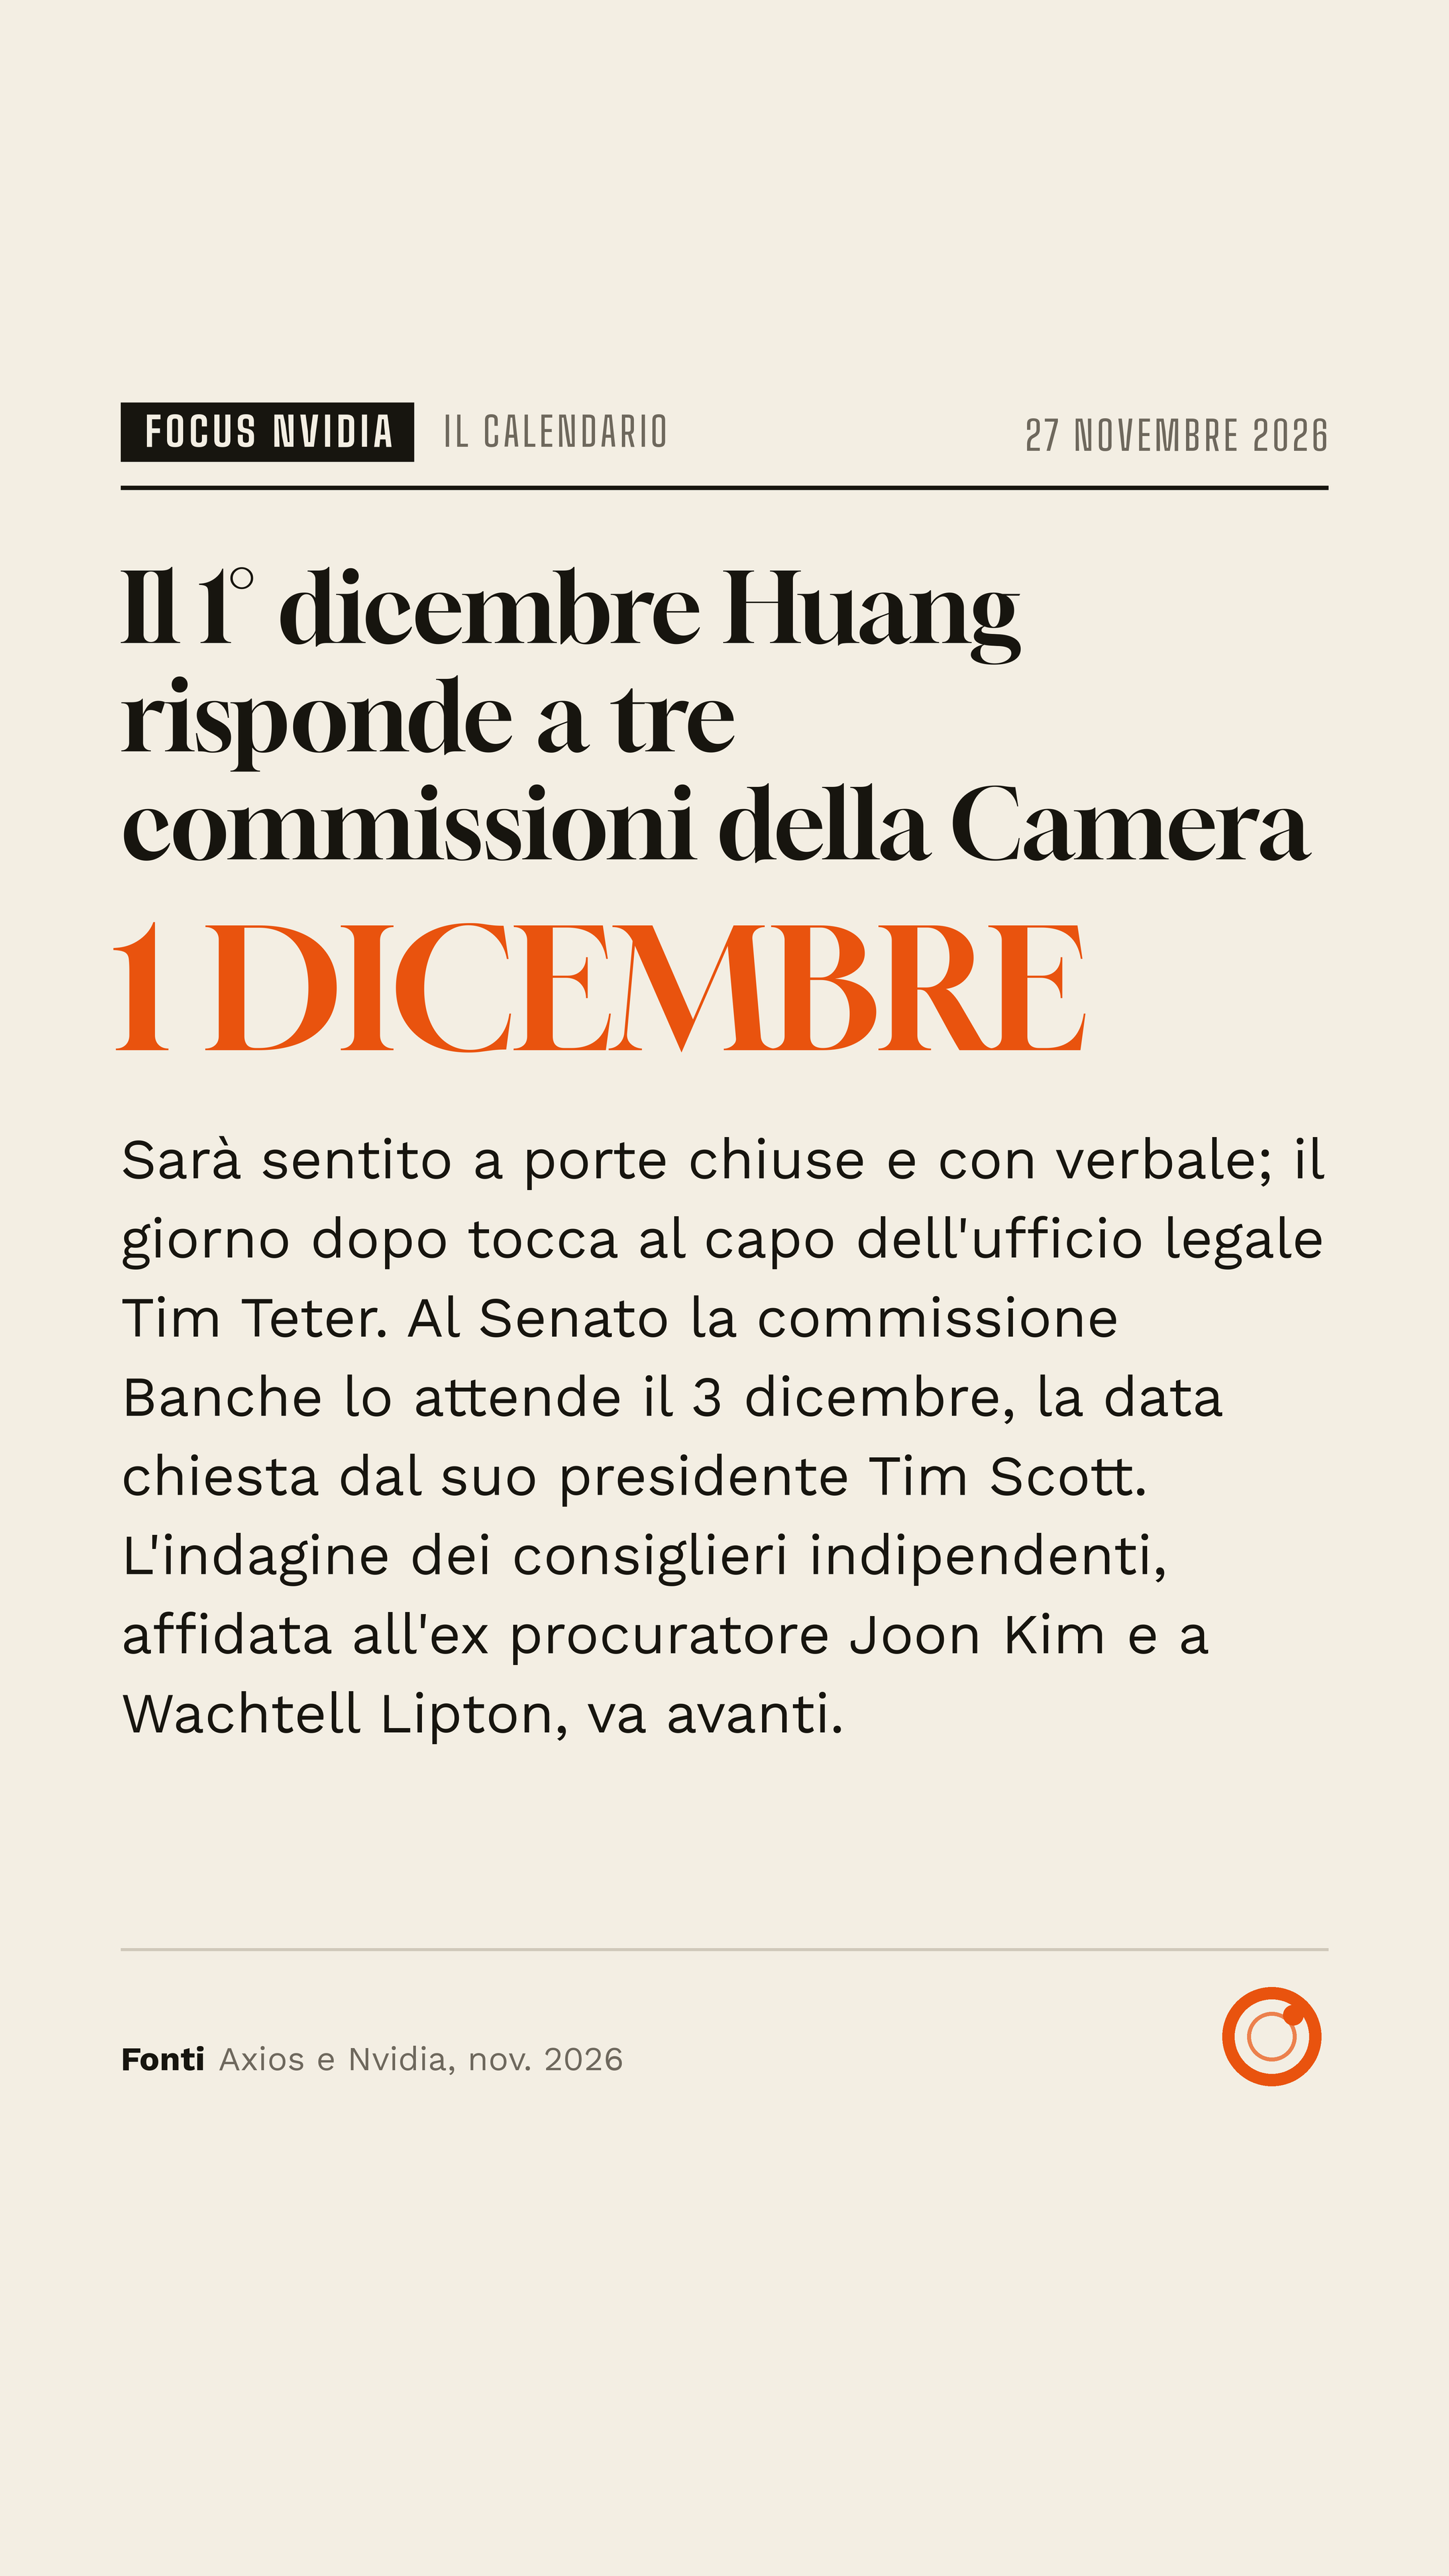 FOCUS NVIDIA IL CALENDARIO 27 NOVEMBRE 2026
Il 1° dicembre Huang
risponde a tre
commissioni della Camera
1 DICEMBRE
Sarà sentito a porte chiuse e con verbale; il
giorno dopo tocca al capo dell'ufficio legale
Tim Teter. Al Senato la commissione
Banche lo attende il 3 dicembre, la data
chiesta dal suo presidente Tim Scott.
L'indagine dei consiglieri indipendenti,
affidata all'ex procuratore Joon Kim e a
Wachtell Lipton, va avanti.
Fonti Axios e Nvidia, nov. 2026